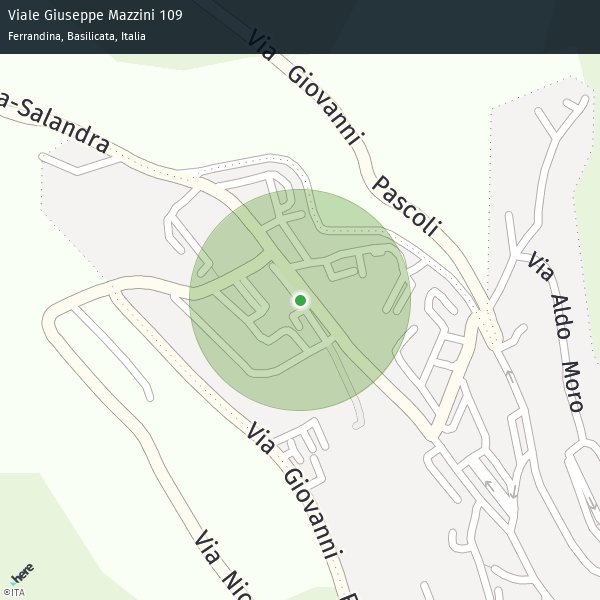 Viale Giuseppe Mazzini 109
Ferrandina, Basilicata, Italia
Via Giovanni Pascoli
a-Salandra
Via Aldo Moro
Via Giovanni P
Via Nic
here
©ITA